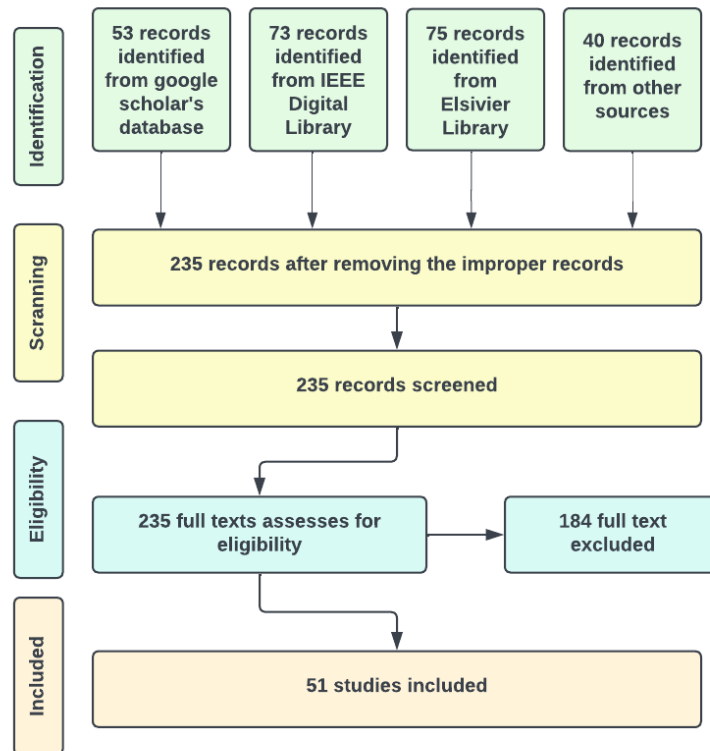 Identification
53 records
identified
from google
scholar's
database
73 records
identified
from IEEE
Digital
Library
75 records
identified
from
Elsivier
Library
40 records
identified
from other
sources
Scranning
235 records after removing the improper records
235 records screened
Eligibility
235 full texts assesses for
eligibility
184 full text
excluded
Included
51 studies included